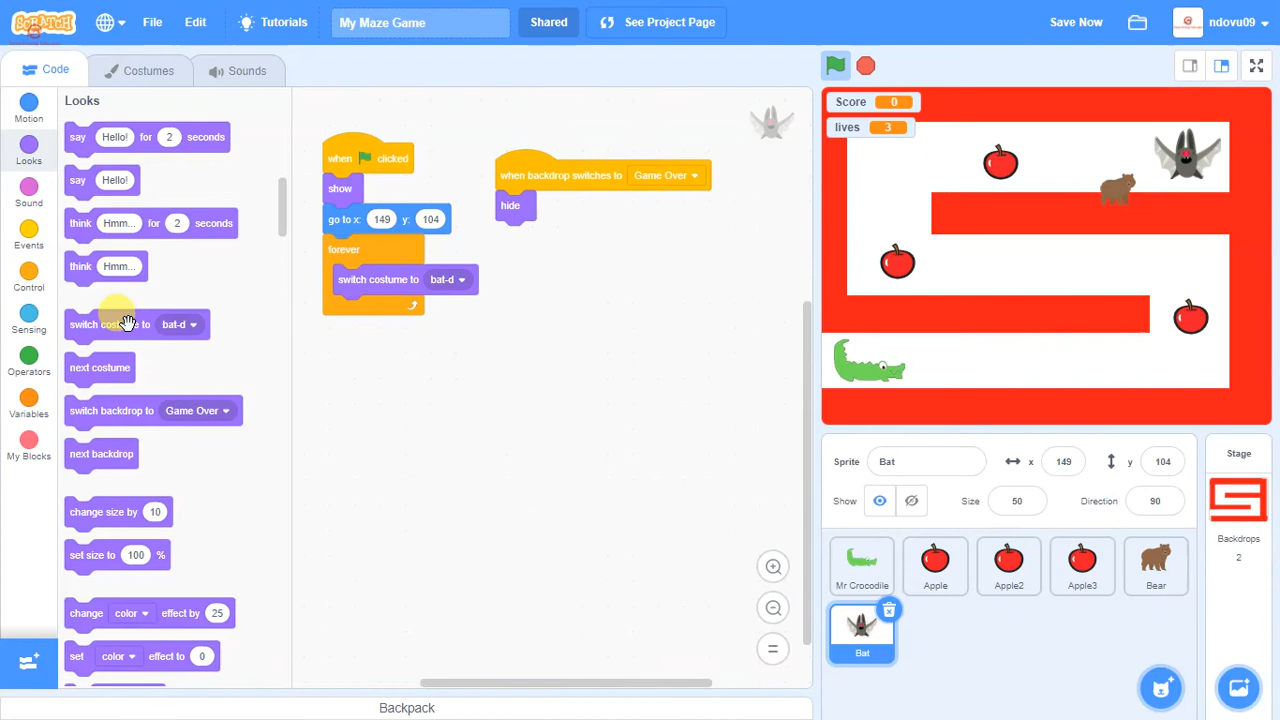 SCRATCH
File
Edit
Tutorials
My Maze Game
Shared
See Project Page
Save Now
ndovu09
Code
Costumes
Sounds
Motion
Looks
Sound
Events
Control
Sensing
Operators
Variables
My Blocks
Looks
say Hello! for 2 seconds
say Hello!
think Hmm... for 2 seconds
think Hmm...
switch costume to bat-d
next costume
switch backdrop to Game Over
next backdrop
change size by 10
set size to 100 %
change color effect by 25
set color effect to 0
when clicked
show
go to x: 149 y: 104
forever
switch costume to bat-d
when backdrop switches to Game Over
hide
Score 0
lives 3
Sprite Bat x 149 y 104
Show Size 50 Direction 90
Mr Crocodile
Apple
Apple2
Apple3
Bear
Bat
Stage
Backdrops
2
Backpack